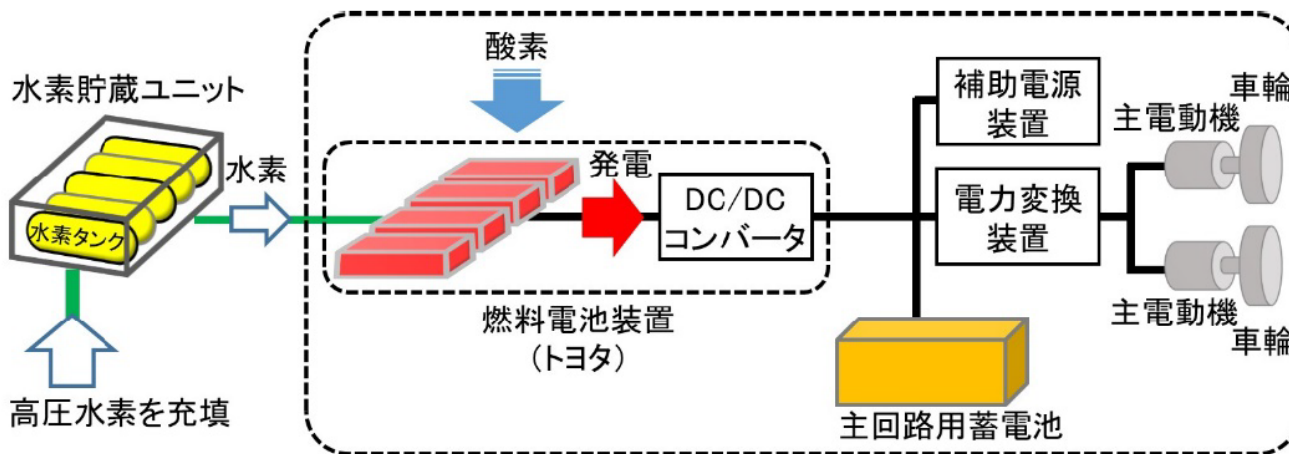 酸素
水素貯蔵ユニット
水素タンク
水素
高圧水素を充填
発電
DC/DC
コンバータ
燃料電池装置
(トヨタ)
補助電源
装置
電力変換
装置
主回路用蓄電池
主電動機
車輪
主電動機
車輪